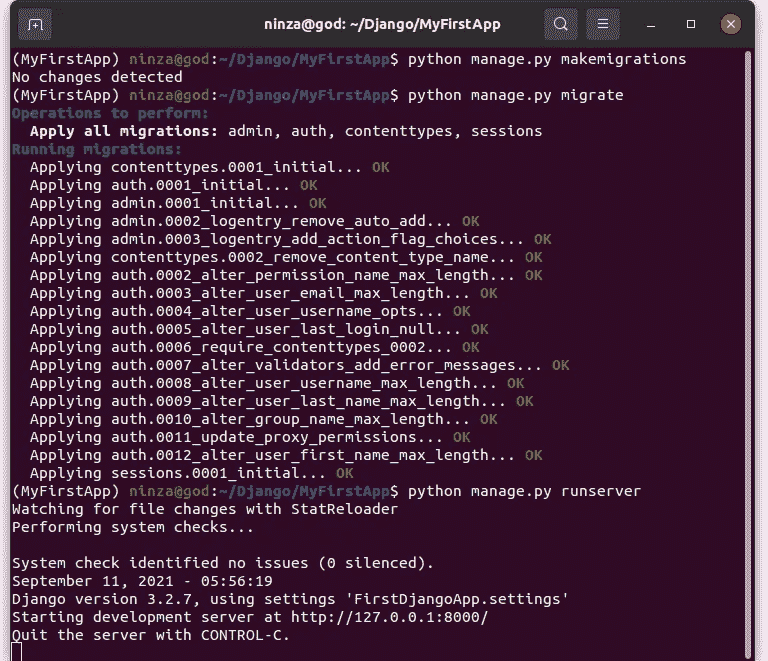 ninza@god: ~/Django/MyFirstApp
(MyFirstApp) ninza@god:~/Django/MyFirstApp$ python manage.py makemigrations
No changes detected
(MyFirstApp) ninza@god:~/Django/MyFirstApp$ python manage.py migrate
Operations to perform:
  Apply all migrations: admin, auth, contenttypes, sessions
Running migrations:
  Applying contenttypes.0001_initial... OK
  Applying auth.0001_initial... OK
  Applying admin.0001_initial... OK
  Applying admin.0002_logentry_remove_auto_add... OK
  Applying admin.0003_logentry_add_action_flag_choices... OK
  Applying contenttypes.0002_remove_content_type_name... OK
  Applying auth.0002_alter_permission_name_max_length... OK
  Applying auth.0003_alter_user_email_max_length... OK
  Applying auth.0004_alter_user_username_opts... OK
  Applying auth.0005_alter_user_last_login_null... OK
  Applying auth.0006_require_contenttypes_0002... OK
  Applying auth.0007_alter_validators_add_error_messages... OK
  Applying auth.0008_alter_user_username_max_length... OK
  Applying auth.0009_alter_user_last_name_max_length... OK
  Applying auth.0010_alter_group_name_max_length... OK
  Applying auth.0011_update_proxy_permissions... OK
  Applying auth.0012_alter_user_first_name_max_length... OK
  Applying sessions.0001_initial... OK
(MyFirstApp) ninza@god:~/Django/MyFirstApp$ python manage.py runserver
Watching for file changes with StatReloader
Performing system checks...
System check identified no issues (0 silenced).
September 11, 2021 - 05:56:19
Django version 3.2.7, using settings 'FirstDjangoApp.settings'
Starting development server at http://127.0.0.1:8000/
Quit the server with CONTROL-C.